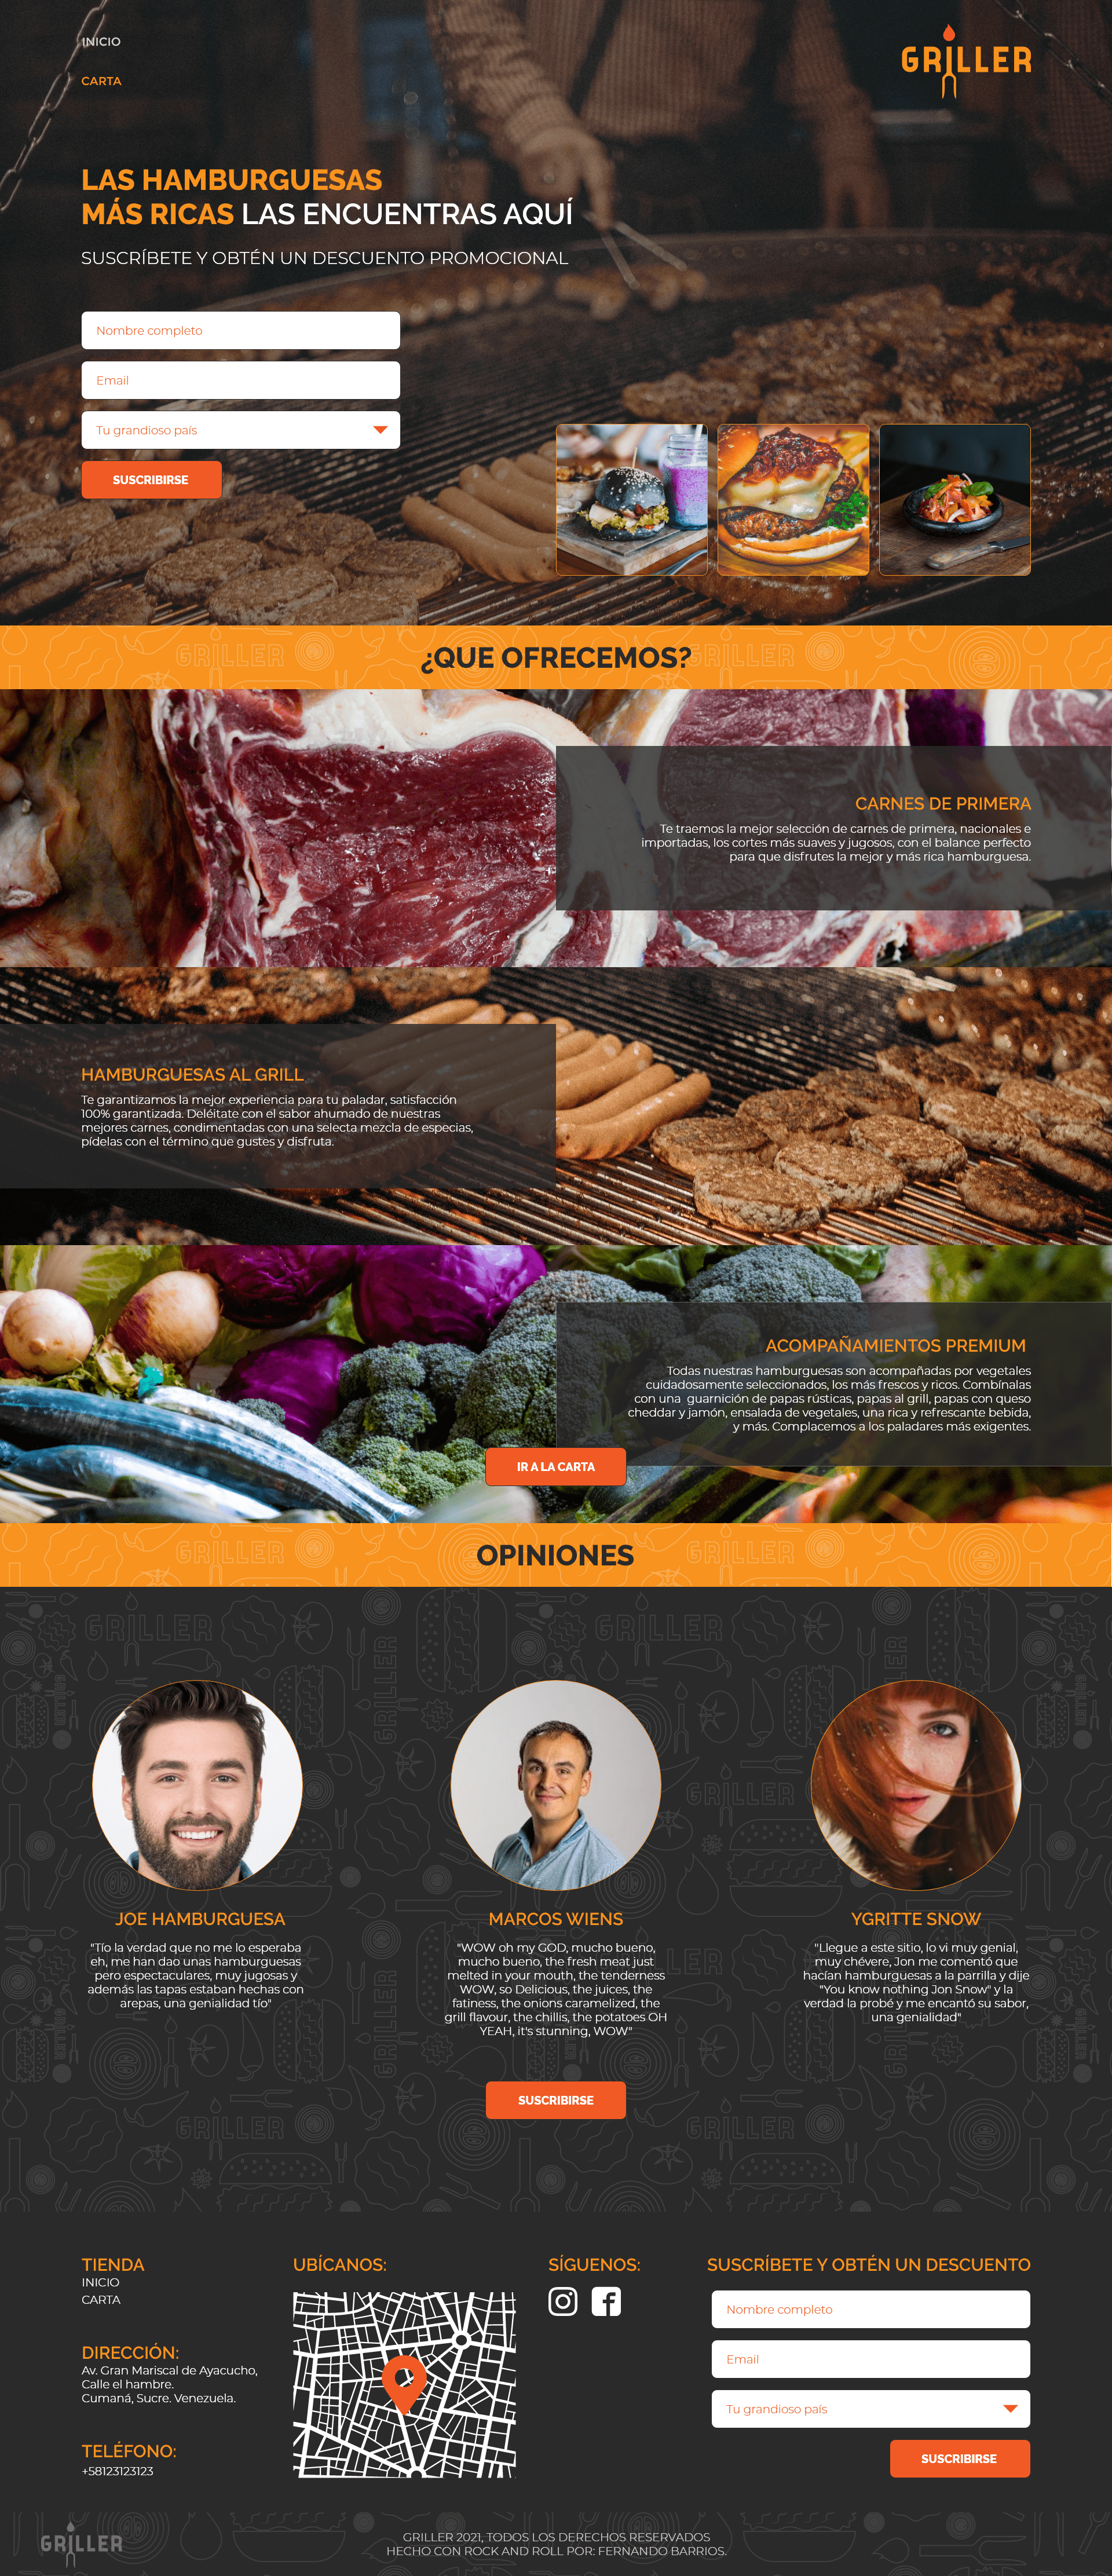 INICIO
GRILLER
CARTA
LAS HAMBURGUESAS
MÁS RICAS LAS ENCUENTRAS AQUÍ
SUSCRÍBETE Y OBTÉN UN DESCUENTO PROMOCIONAL
Nombre completo
Email
Tu grandioso país
SUSCRIBIRSE
¿QUE OFRECEMOS?
CARNES DE PRIMERA
Te traemos la mejor selección de carnes de primera, nacionales e
importadas, los cortes más suaves y jugosos, con el balance perfecto
para que disfrutes la mejor y más rica hamburguesa.
HAMBURGUESAS AL GRILL
Te garantizamos la mejor experiencia para tu paladar, satisfacción
100% garantizada. Deléitate con el sabor ahumado de nuestras
mejores carnes, condimentadas con una selecta mezcla de especias,
pídelas con el término que gustes y disfruta.
ACOMPAÑAMIENTOS PREMIUM
Todas nuestras hamburguesas son acompañadas por vegetales
cuidadosamente seleccionados, los más frescos y ricos. Combínalas
con una guarnición de papas rústicas, papas al grill, papas con queso
cheddar y jamón, ensalada de vegetales, una rica y refrescante bebida,
y más. Complacemos a los paladares más exigentes.
IR A LA CARTA
OPINIONES
JOE HAMBURGUESA
"Tío la verdad que no me lo esperaba
eh, me han dao unas hamburguesas
pero espectaculares, muy jugosas y
además las tapas estaban hechas con
arepas, una genialidad tío"
MARCOS WIENS
"WOW oh my GOD, mucho bueno,
mucho bueno, the fresh meat just
melted in your mouth, the tenderness
WOW, so Delicious, the juices, the
fatiness, the onions caramelized, the
grill flavour, the chillis, the potatoes OH
YEAH, it's stunning, WOW"
YGRITTE SNOW
"Llegue a este sitio, lo vi muy genial,
muy chévere, Jon me comentó que
hacían hamburguesas a la parrilla y dije
"You know nothing Jon Snow" y la
verdad la probé y me encantó su sabor,
una genialidad"
SUSCRIBIRSE
TIENDA
INICIO
CARTA
DIRECCIÓN:
Av. Gran Mariscal de Ayacucho,
Calle el hambre.
Cumaná, Sucre. Venezuela.
TELÉFONO:
+58123123123
UBÍCANOS:
SÍGUENOS:
SUSCRÍBETE Y OBTÉN UN DESCUENTO
Nombre completo
Email
Tu grandioso país
SUSCRIBIRSE
GRILLER
GRILLER 2021, TODOS LOS DERECHOS RESERVADOS
HECHO CON ROCK AND ROLL POR: FERNANDO BARRIOS.